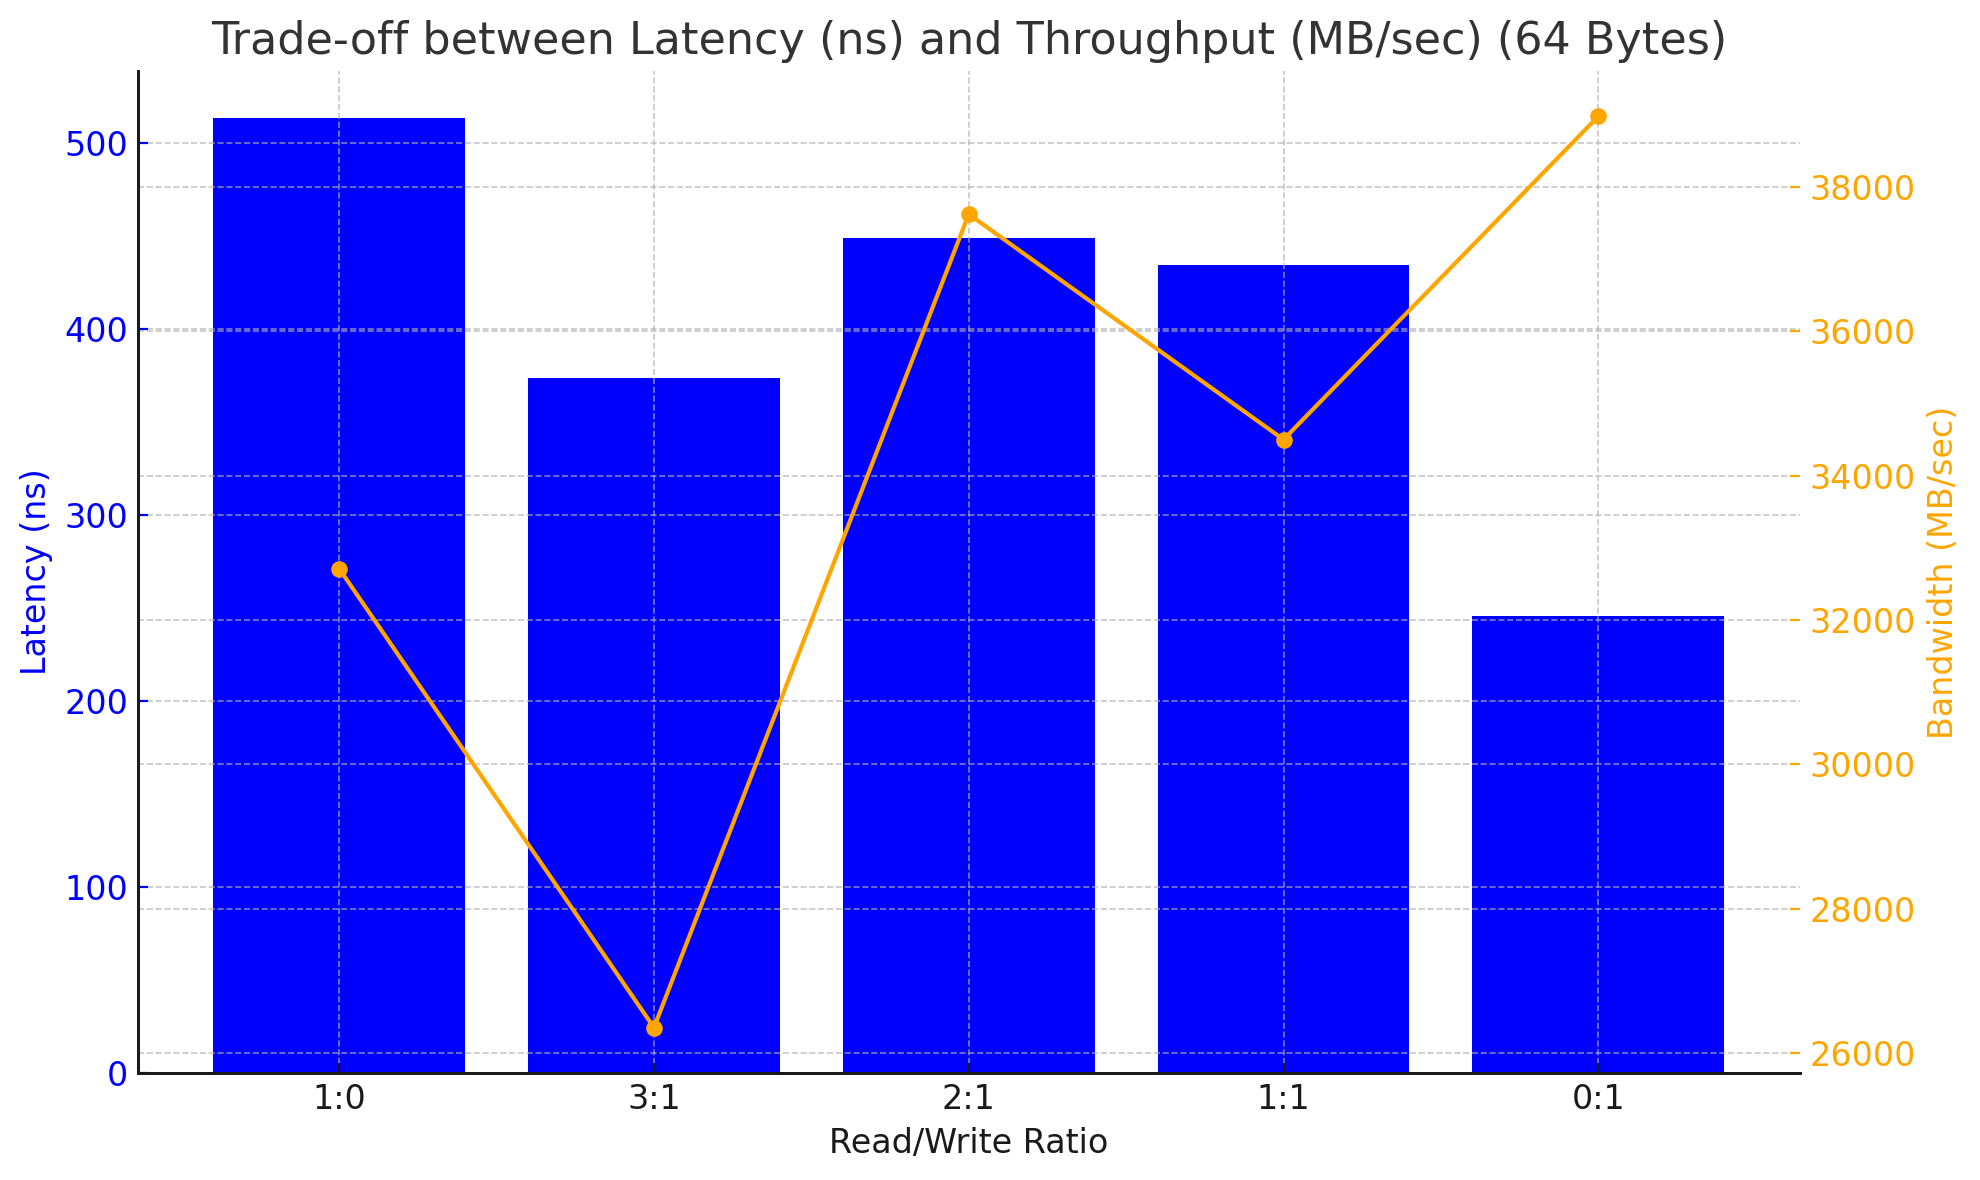 Trade-off between Latency (ns) and Throughput (MB/sec) (64 Bytes)
Latency (ns)
500
400
300
200
100
0
38000
36000
34000
32000
30000
28000
26000
Bandwidth (MB/sec)
1:0 3:1 2:1 1:1 0:1
Read/Write Ratio